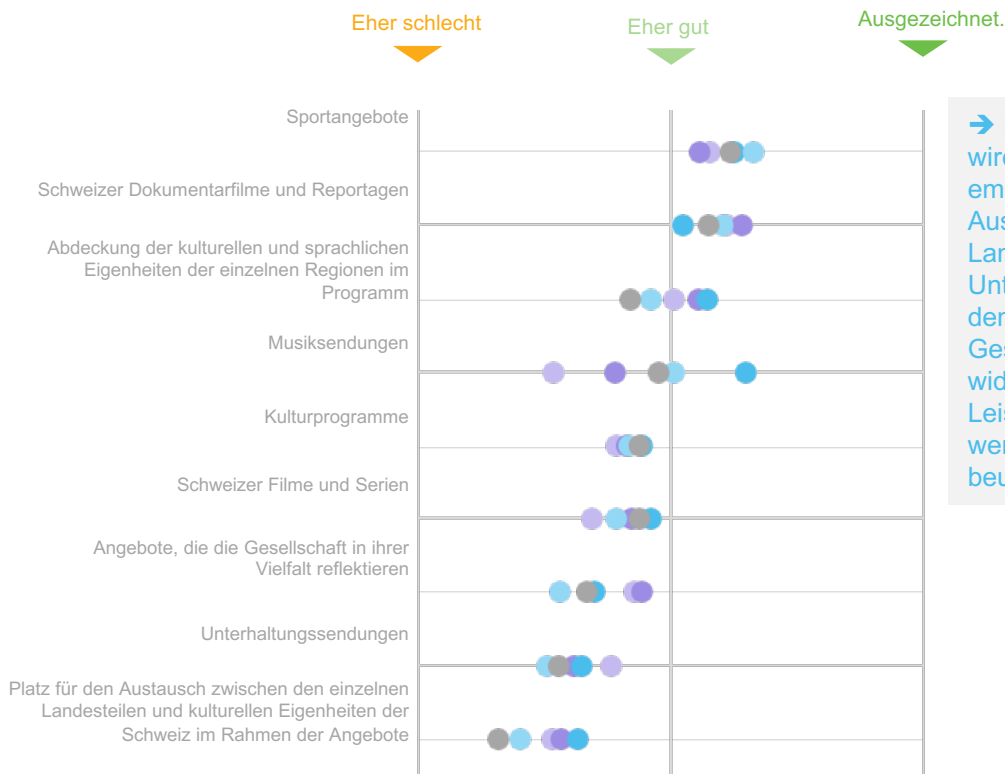 Eher schlecht
Eher gut
Ausgezeichnet.
Sportangebote
Schweizer Dokumentarfilme und Reportagen
Abdeckung der kulturellen und sprachlichen
Eigenheiten der einzelnen Regionen im
Programm
Musiksendungen
Kulturprogramme
Schweizer Filme und Serien
Angebote, die die Gesellschaft in ihrer
Vielfalt reflektieren
Unterhaltungssendungen
Platz für den Austausch zwischen den einzelnen
Landesteilen und kulturellen Eigenheiten der
Schweiz im Rahmen der Angebote
➔